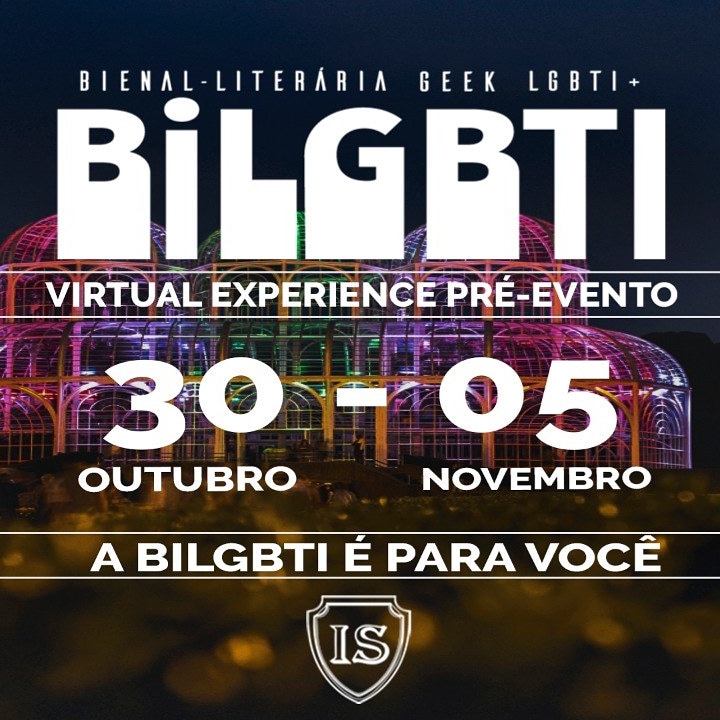 BIENAL-LITERÁRIA GEEK LGBTI+
BiLGBTI
VIRTUAL EXPERIENCE PRÉ-EVENTO
30 - 05
OUTUBRO NOVEMBRO
A BILGBTI É PARA VOCÊ
IS